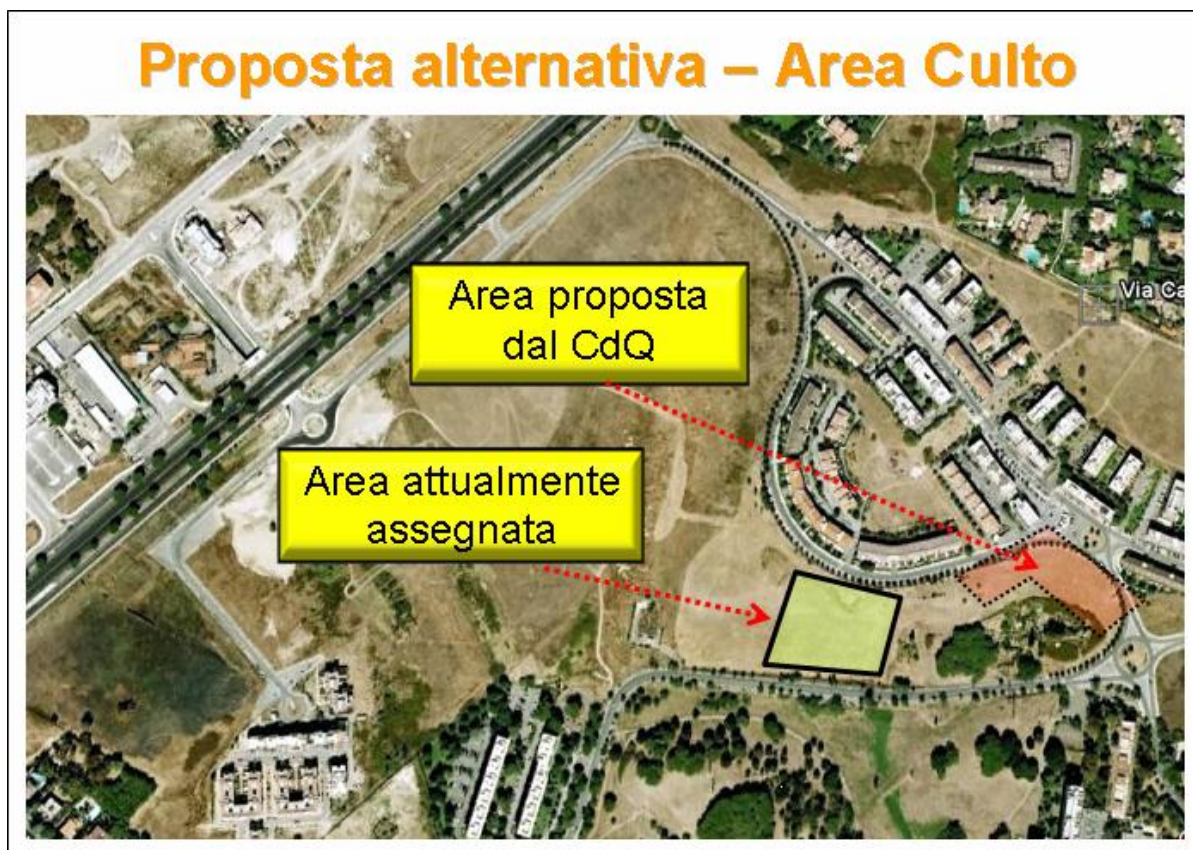 Proposta alternativa – Area Culto
Area proposta
dal CdQ
Via Ca
Area attualmente
assegnata